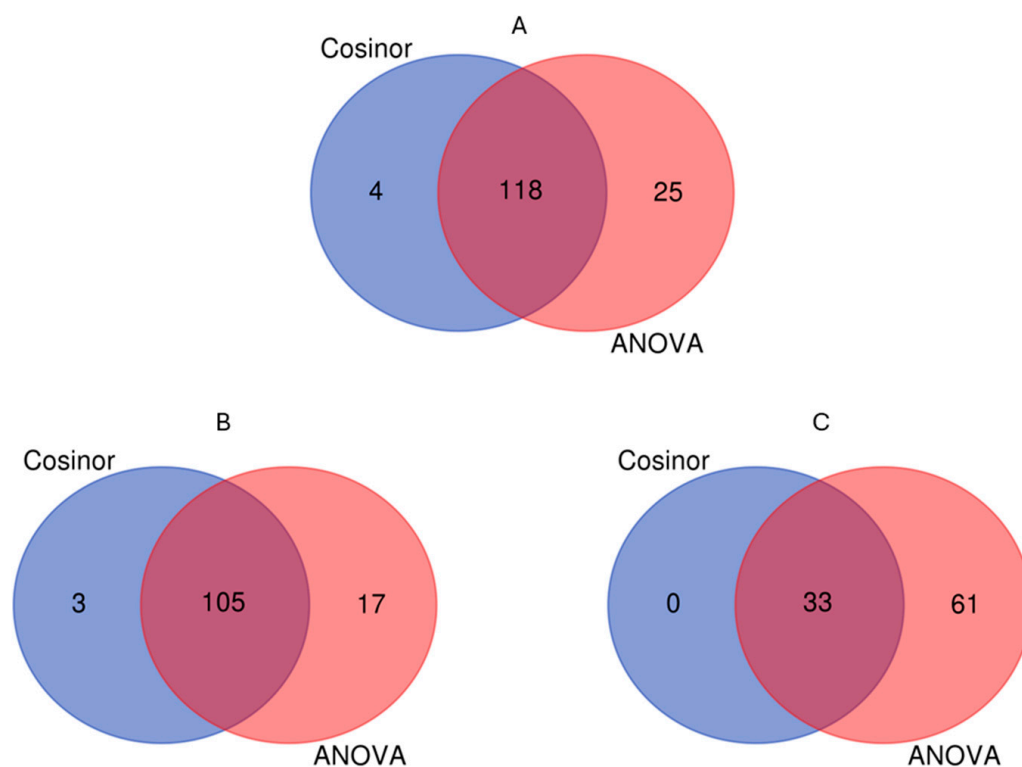 A
Cosinor
4
118
25
ANOVA
B
Cosinor
3
105
17
ANOVA
C
Cosinor
0
33
61
ANOVA